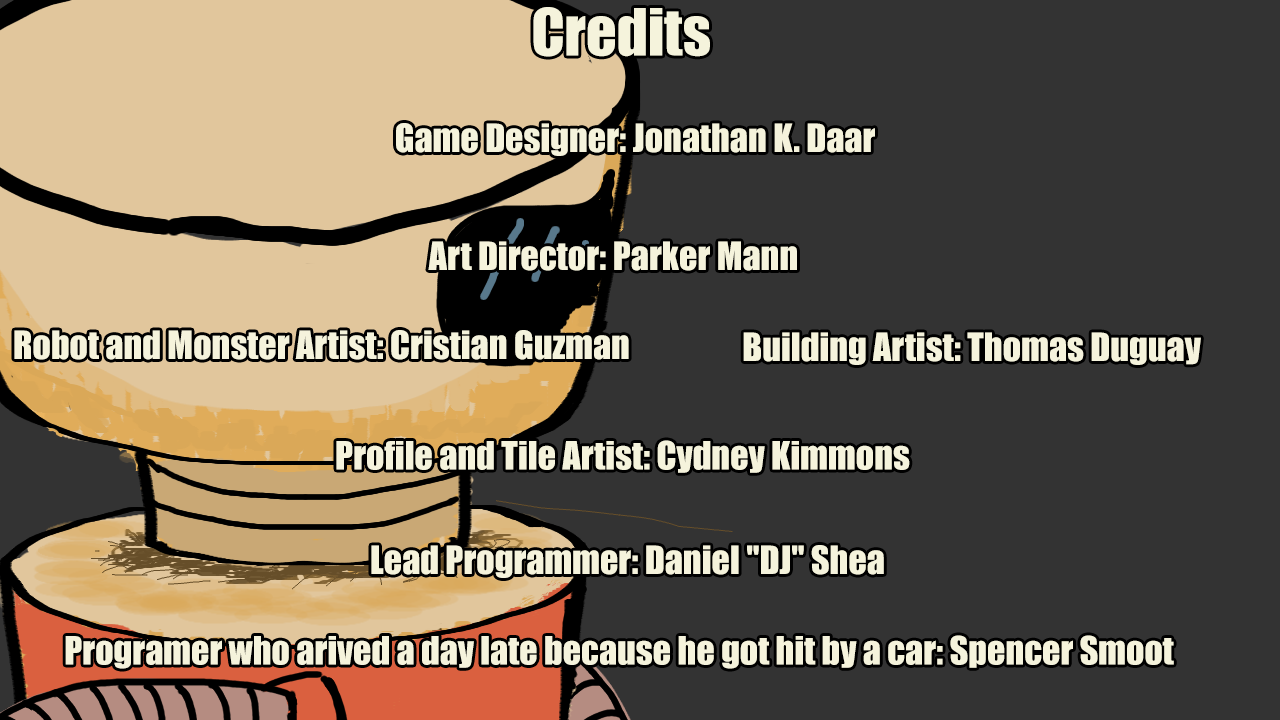 Credits
Game Designer: Jonathan K. Daar
Art Director: Parker Mann
Robot and Monster Artist: Cristian Guzman
Building Artist: Thomas Duguay
Profile and Tile Artist: Cydney Kimmons
Lead Programmer: Daniel "DJ" Shea
Programer who arived a day late because he got hit by a car: Spencer Smoot